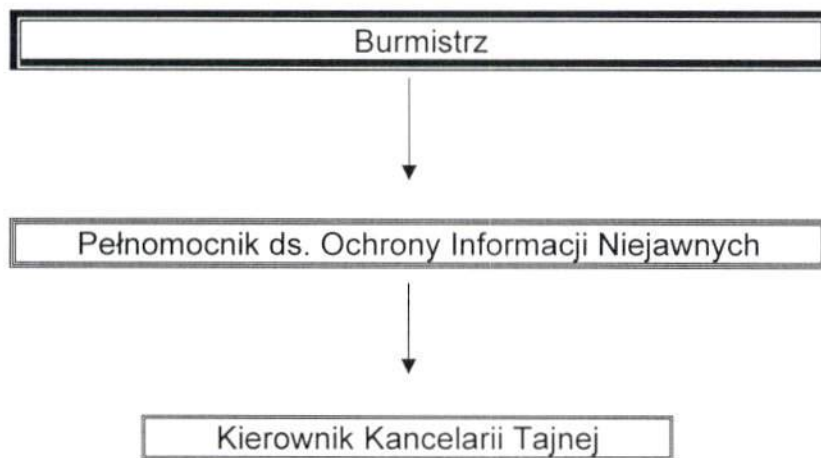 Burmistrz
Pełnomocnik ds. Ochrony Informacji Niejawnych
Kierownik Kancelarii Tajnej